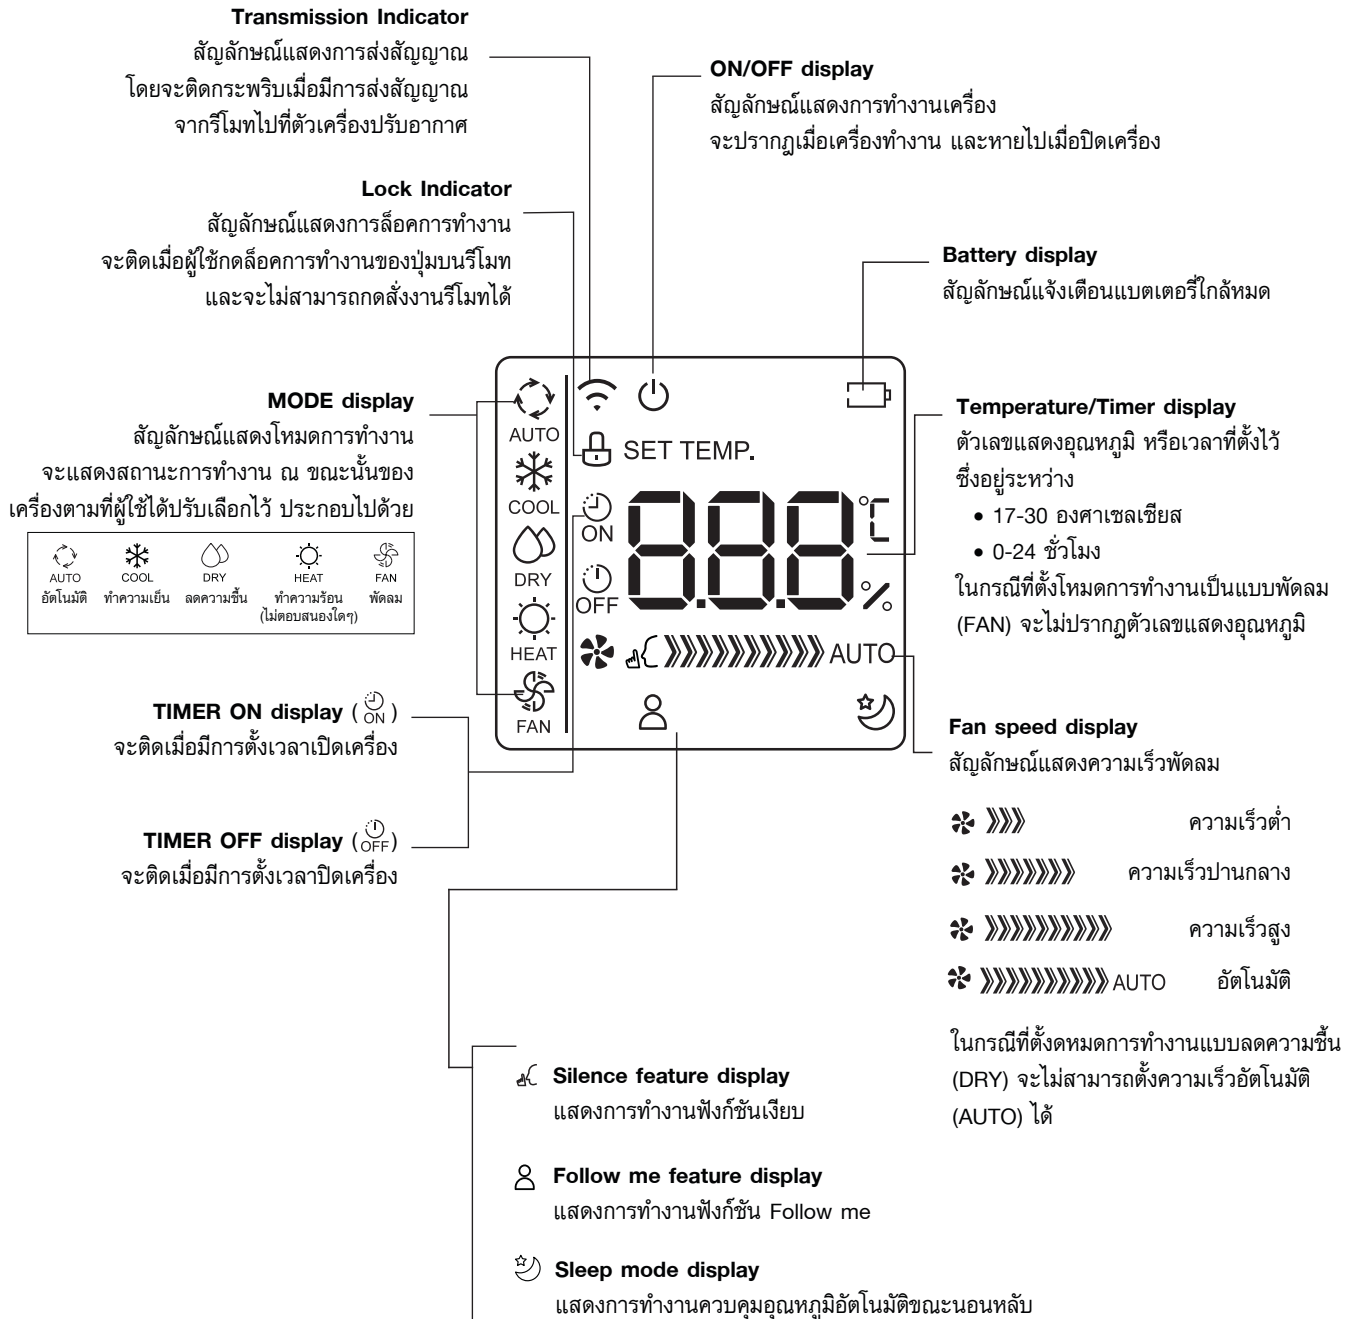 Transmission Indicator
สัญลักษณ์แสดงการส่งสัญญาณ
โดยจะติดกระพริบเมื่อมีการส่งสัญญาณ
จากรีโมทไปที่ตัวเครื่องปรับอากาศ
ON/OFF display
สัญลักษณ์แสดงการทำงานเครื่อง
จะปรากฎเมื่อเครื่องทำงาน และหายไปเมื่อปิดเครื่อง
Lock Indicator
สัญลักษณ์แสดงการล็อคการทำงาน
จะติดเมื่อผู้ใช้กดล็อคการทำงานของปุ่มบนรีโมท
และจะไม่สามารถกดสั่งงานรีโมทได้
Battery display
สัญลักษณ์แจ้งเตือนแบตเตอรี่ใกล้หมด
MODE display
สัญลักษณ์แสดงโหมดการทำงาน
จะแสดงสถานะการทำงาน ณ ขณะนั้นของ
เครื่องตามที่ผู้ใช้ได้ปรับเลือกไว้ ประกอบไปด้วย
AUTO COOL DRY HEAT FAN
อัตโนมัติ ทำความเย็น ลดความชื้น ทำความร้อน พัดลม
(ไม่ตอบสนองใดๆ)
AUTO
COOL
DRY
HEAT
FAN
SET TEMP.
ON
OFF
8.8.8
°C
%
AUTO
Temperature/Timer display
ตัวเลขแสดงอุณหภูมิ หรือเวลาที่ตั้งไว้
ซึ่งอยู่ระหว่าง
• 17-30 องศาเซลเซียส
• 0-24 ชั่วโมง
ในกรณีที่ตั้งโหมดการทำงานเป็นแบบพัดลม
(FAN) จะไม่ปรากฎตัวเลขแสดงอุณหภูมิ
TIMER ON display ( ON )
จะติดเมื่อมีการตั้งเวลาเปิดเครื่อง
TIMER OFF display ( OFF )
จะติดเมื่อมีการตั้งเวลาปิดเครื่อง
Fan speed display
สัญลักษณ์แสดงความเร็วพัดลม
ความเร็วต่ำ
ความเร็วปานกลาง
ความเร็วสูง
AUTO อัตโนมัติ
ในกรณีที่ตั้งดหมดการทำงานแบบลดความชื้น
(DRY) จะไม่สามารถตั้งความเร็วอัตโนมัติ
(AUTO) ได้
Silence feature display
แสดงการทำงานฟังก์ชันเงียบ
Follow me feature display
แสดงการทำงานฟังก์ชัน Follow me
Sleep mode display
แสดงการทำงานควบคุมอุณหภูมิอัตโนมัติขณะนอนหลับ